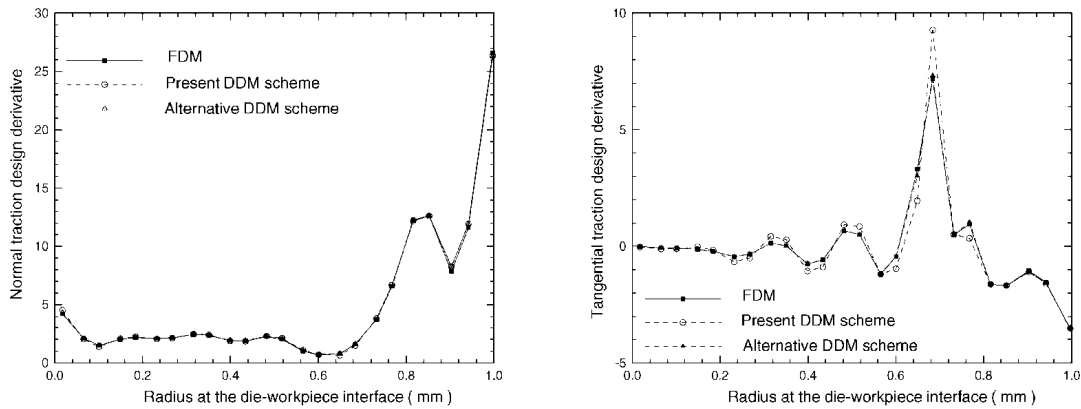 30
25
20
15
10
5
0
Normal traction design derivative
FDM
Present DDM scheme
Alternative DDM scheme
0.0 0.2 0.4 0.6 0.8 1.0
Radius at the die-workpiece interface ( mm )
10
5
0
-5
Tangential traction design derivative
FDM
Present DDM scheme
Alternative DDM scheme
0.0 0.2 0.4 0.6 0.8 1.0
Radius at the die-workpiece interface ( mm )